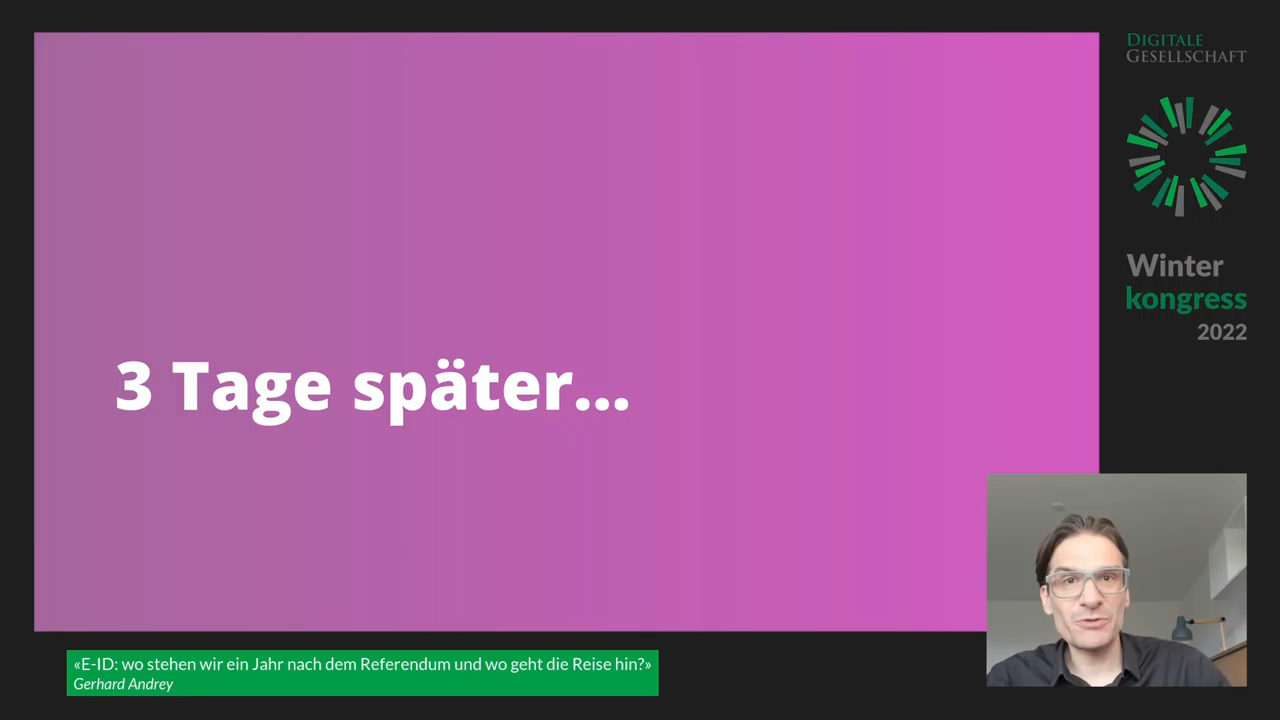 DIGITALE
GESELLSCHAFT
Winter
kongress
2022
3 Tage später...
«E-ID: wo stehen wir ein Jahr nach dem Referendum und wo geht die Reise hin?»
Gerhard Andrey